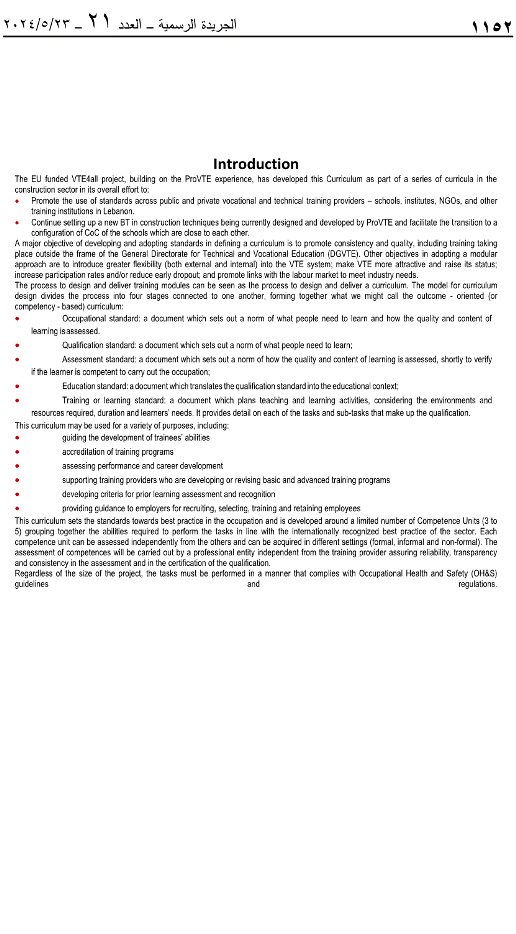 ١١٥٢
الجريدة الرسمية ــ العدد ٢١ ــ ٢٠٢٤/٥/٢٣
Introduction
The EU funded VTE4all project, building on the ProVTE experience, has developed this Curriculum as part of a series of curricula in the
construction sector in its overall effort to:
• Promote the use of standards across public and private vocational and technical training providers – schools, institutes, NGOs, and other
training institutions in Lebanon.
• Continue setting up a new BT in construction techniques being currently designed and developed by ProVTE and facilitate the transition to a
configuration of CoC of the schools which are close to each other.
A major objective of developing and adopting standards in defining a curriculum is to promote consistency and quality, including training taking
place outside the frame of the General Directorate for Technical and Vocational Education (DGVTE). Other objectives in adopting a modular
approach are to introduce greater flexibility (both external and internal) into the VTE system; make VTE more attractive and raise its status;
increase participation rates and/or reduce early dropout; and promote links with the labour market to meet industry needs.
The process to design and deliver training modules can be seen as the process to design and deliver a curriculum. The model for curriculum
design divides the process into four stages connected to one another, forming together what we might call the outcome - oriented (or
competency - based) curriculum:
• Occupational standard: a document which sets out a norm of what people need to learn and how the quality and content of
learning is assessed.
• Qualification standard: a document which sets out a norm of what people need to learn;
• Assessment standard: a document which sets out a norm of how the quality and content of learning is assessed, shortly to verify
if the learner is competent to carry out the occupation;
• Education standard: a document which translates the qualification standard into the educational context;
• Training or learning standard: a document which plans teaching and learning activities, considering the environments and
resources required, duration and learners' needs. It provides detail on each of the tasks and sub-tasks that make up the qualification.
This curriculum may be used for a variety of purposes, including:
• guiding the development of trainees' abilities
• accreditation of training programs
• assessing performance and career development
• supporting training providers who are developing or revising basic and advanced training programs
• developing criteria for prior learning assessment and recognition
• providing guidance to employers for recruiting, selecting, training and retaining employees
This curriculum sets the standards towards best practice in the occupation and is developed around a limited number of Competence Units (3 to
5) grouping together the abilities required to perform the tasks in line with the internationally recognized best practice of the sector. Each
competence unit can be assessed independently from the others and can be acquired in different settings (formal, informal and non-formal). The
assessment of competences will be carried out by a professional entity independent from the training provider assuring reliability, transparency
and consistency in the assessment and in the certification of the qualification.
Regardless of the size of the project, the tasks must be performed in a manner that complies with Occupational Health and Safety (OH&S)
guidelines and regulations.